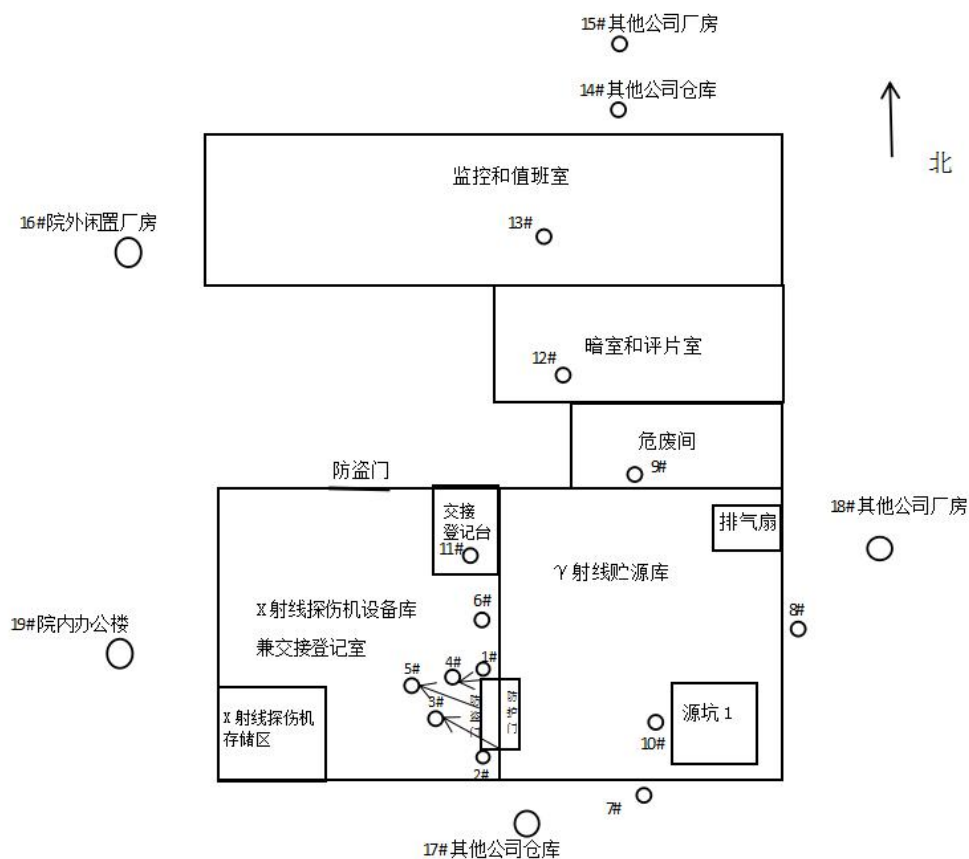 15#其他公司厂房
14#其他公司仓库
北
监控和值班室
16#院外闲置厂房
13#
暗室和评片室
12#
危废间
9#
防盗门
18#其他公司厂房
交接
登记台
11#
排气扇
γ射线贮源库
6#
X射线探伤机设备库
兼交接登记室
8#
19#院内办公楼
1#
4#
5#
3#
防护门
X射线探伤机
存储区
源坑1
10#
2#
7#
17#其他公司仓库